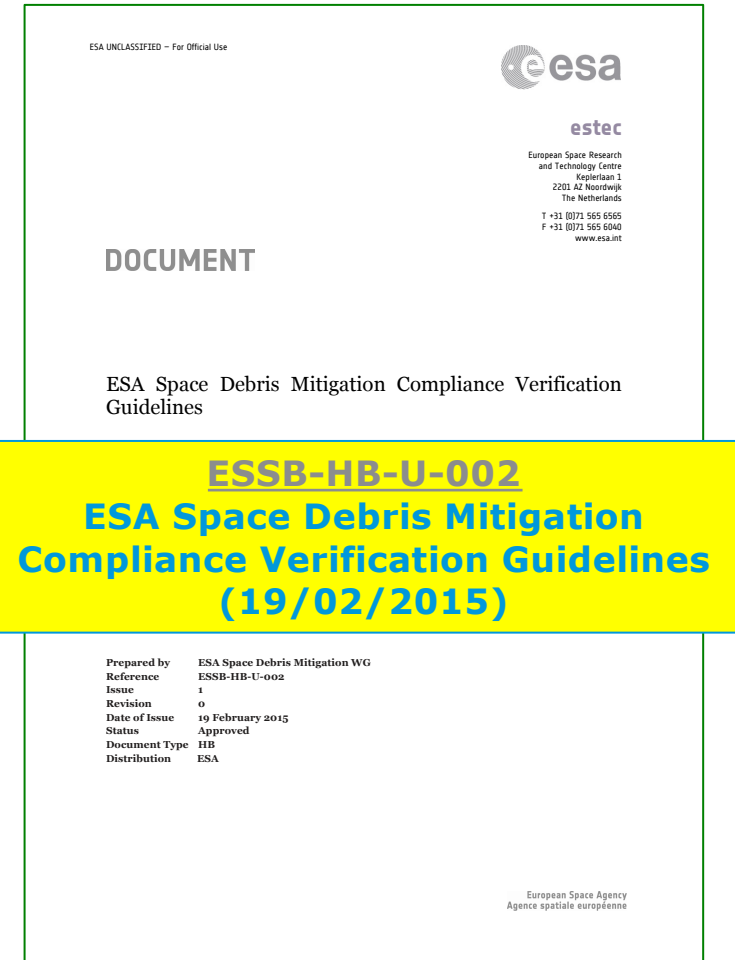 ESA UNCLASSIFIED – For Official Use
esa
estec
European Space Research
and Technology Centre
Keplerlaan 1
2201 AZ Noordwijk
The Netherlands
T +31 (0)71 565 6565
F +31 (0)71 565 6040
www.esa.int
DOCUMENT
ESA Space Debris Mitigation Compliance Verification
Guidelines
ESSB-HB-U-002
ESA Space Debris Mitigation
Compliance Verification Guidelines
(19/02/2015)
Prepared by ESA Space Debris Mitigation WG
Reference ESSB-HB-U-002
Issue 1
Revision 0
Date of Issue 19 February 2015
Status Approved
Document Type HB
Distribution ESA
European Space Agency
Agence spatiale européenne